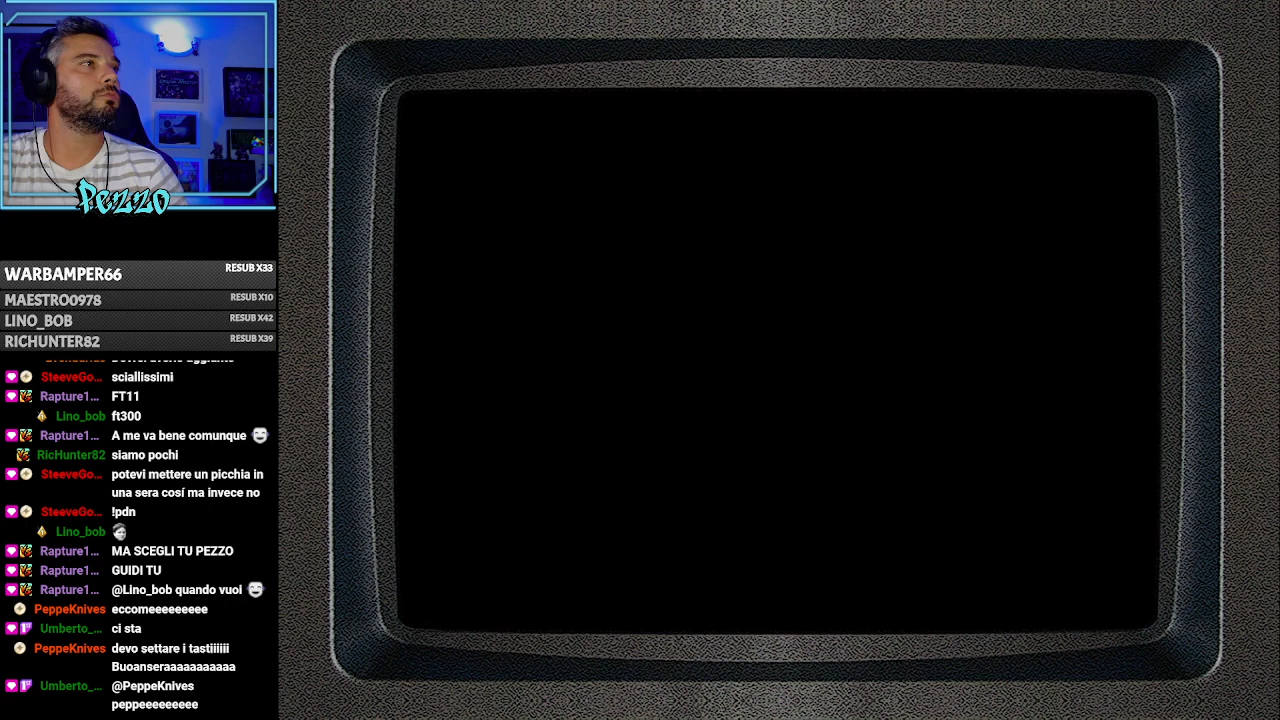 Pezzo
WARBAMPER66 RESUB X33
MAESTRO0978 RESUB X10
LINO_BOB RESUB X42
RICHUNTER82 RESUB X39
SteeveGo... sciallissimi
Rapture1... FT11
Lino_bob ft300
Rapture1... A me va bene comunque
RicHunter82 siamo pochi
SteeveGo... potevi mettere un picchia in
una sera cosí ma invece no
SteeveGo... !pdn
Lino_bob
Rapture1... MA SCEGLI TU PEZZO
Rapture1... GUIDI TU
Rapture1... @Lino_bob quando vuoi
PeppeKnives eccomeeeeeeeee
Umberto_... ci sta
PeppeKnives devo settare i tastiiiiii
Buoanseraaaaaaaaaaa
Umberto_... @PeppeKnives
peppeeeeeeeee